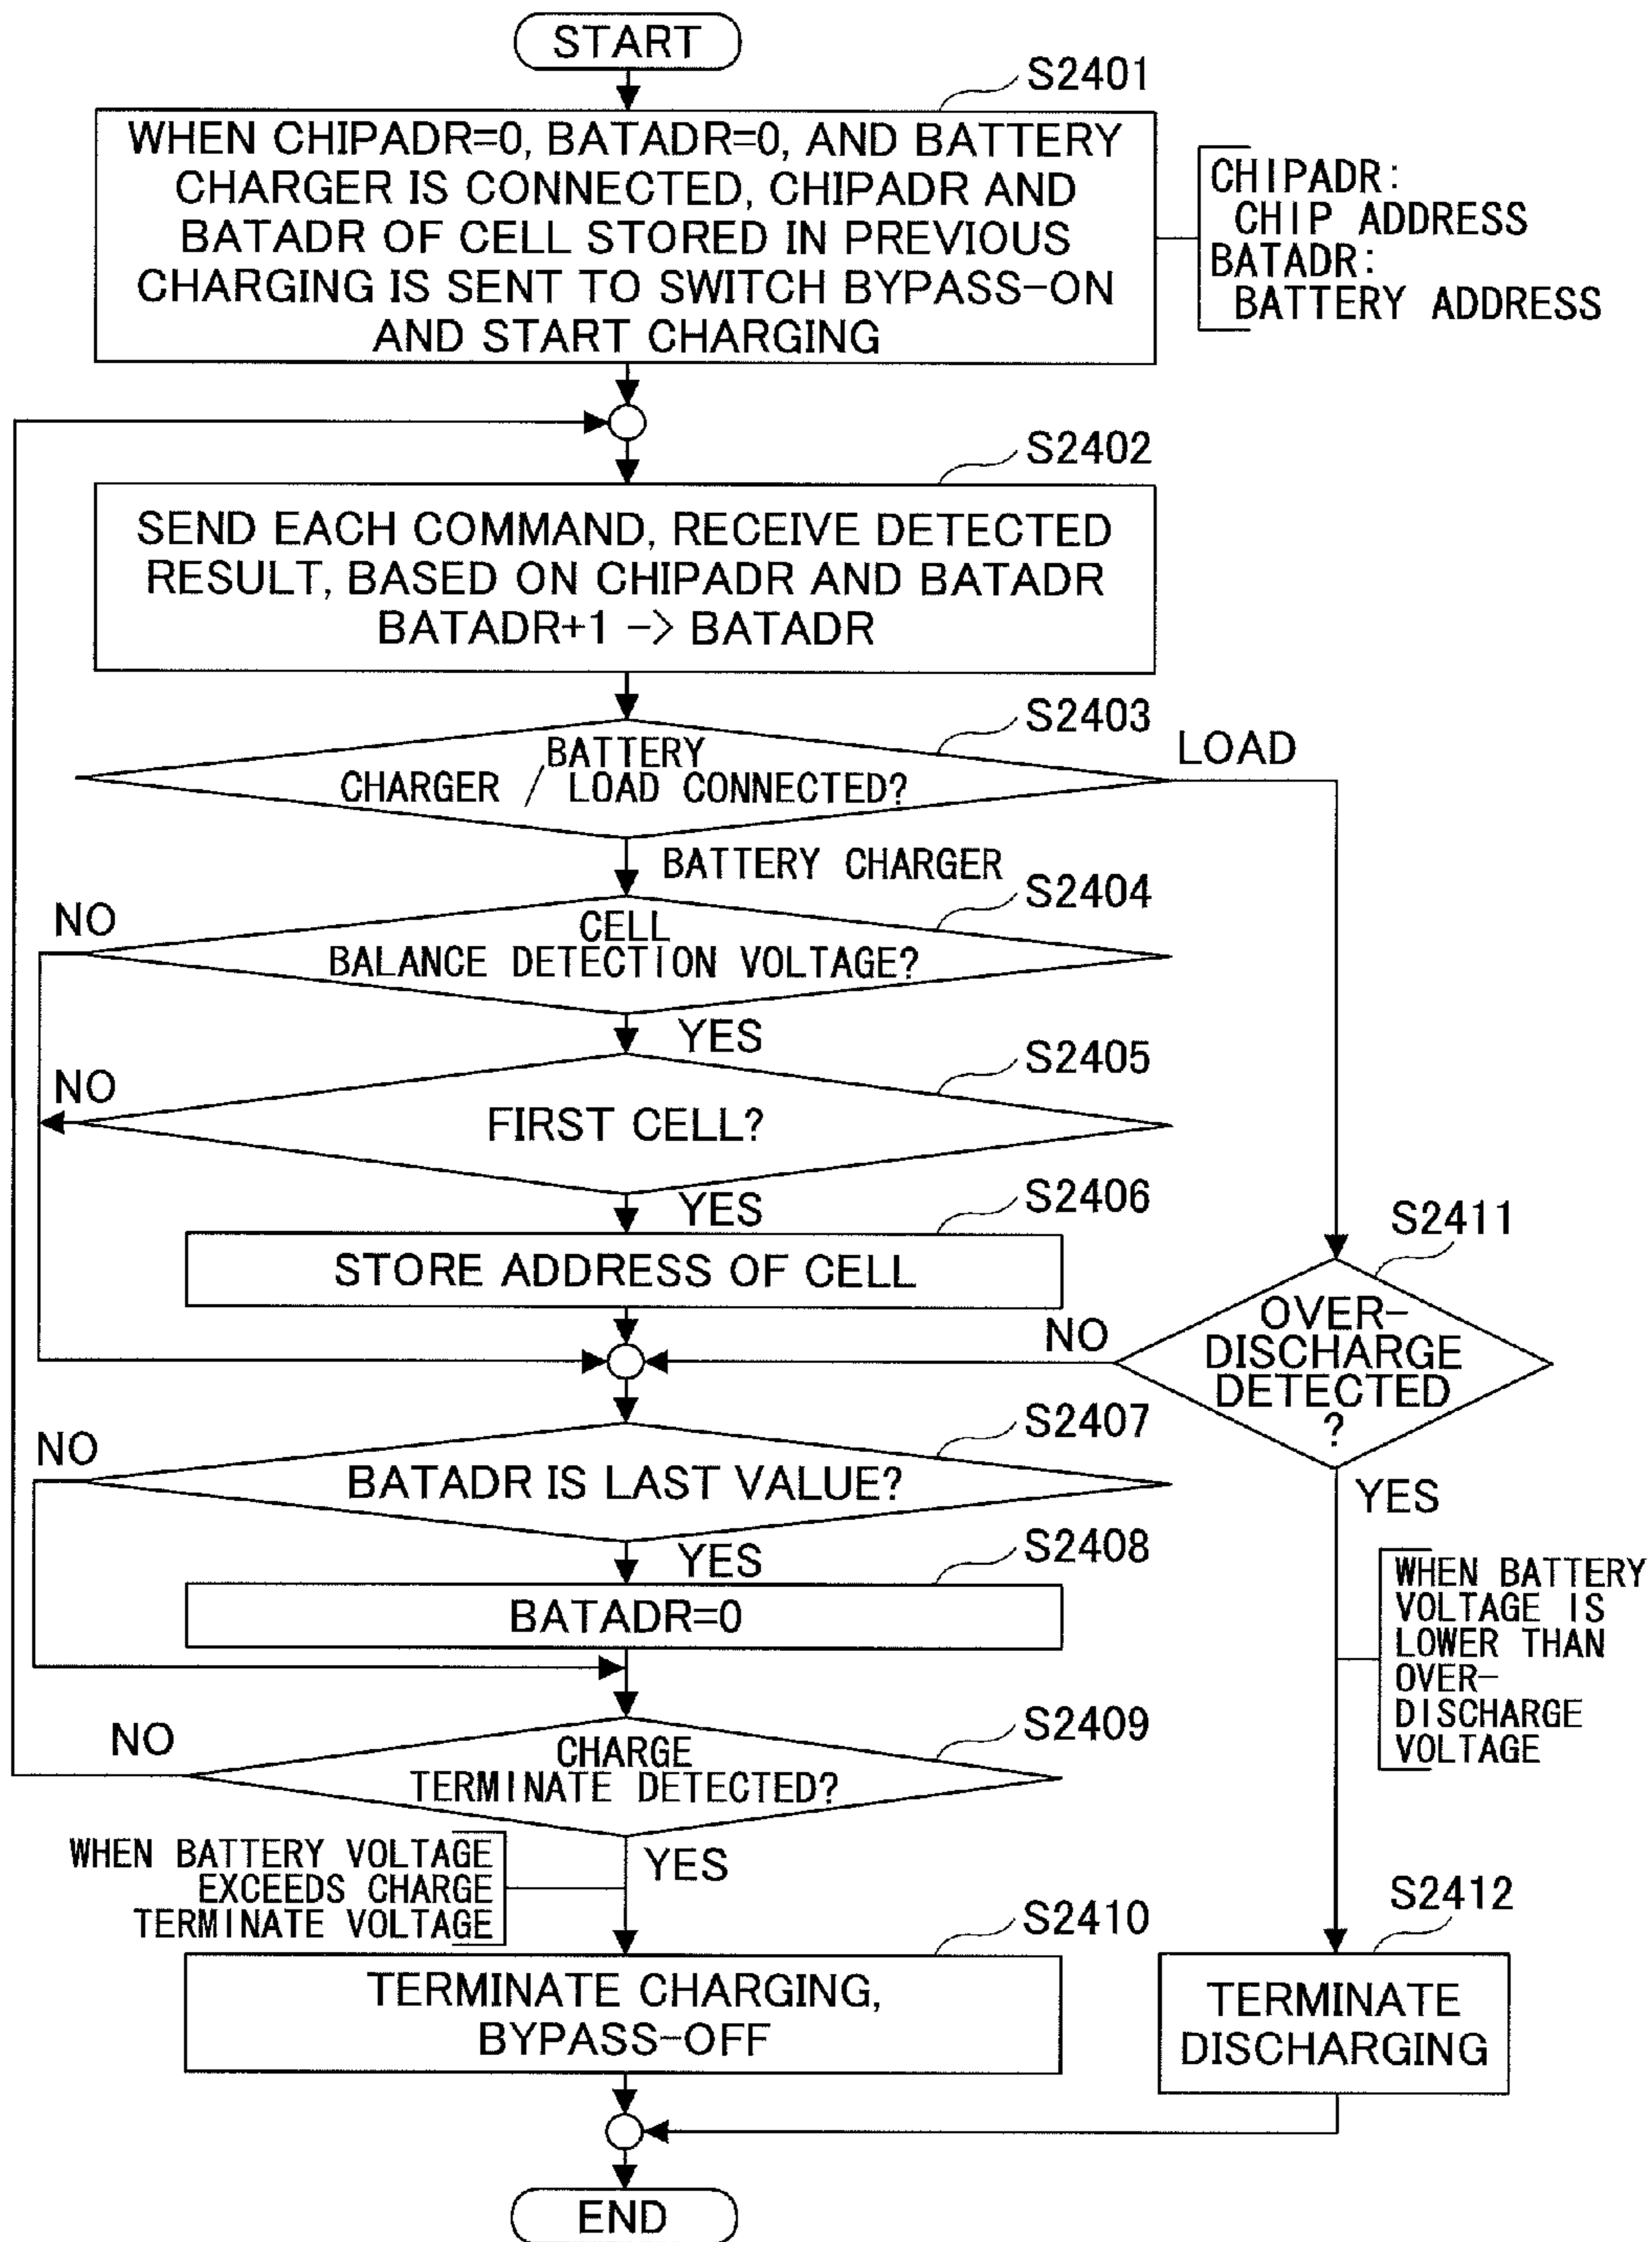 START
S2401
WHEN CHIPADR=0, BATADR=0, AND BATTERY
CHARGER IS CONNECTED, CHIPADR AND
BATADR OF CELL STORED IN PREVIOUS
CHARGING IS SENT TO SWITCH BYPASS-ON
AND START CHARGING
CHIPADR:
CHIP ADDRESS
BATADR:
BATTERY ADDRESS
S2402
SEND EACH COMMAND, RECEIVE DETECTED
RESULT, BASED ON CHIPADR AND BATADR
BATADR+1 -> BATADR
S2403
BATTERY
CHARGER / LOAD CONNECTED?
LOAD
BATTERY CHARGER
S2404
NO
CELL
BALANCE DETECTION VOLTAGE?
YES
S2405
NO
FIRST CELL?
YES
S2406
STORE ADDRESS OF CELL
S2411
OVER-
DISCHARGE
DETECTED
?
NO
YES
S2407
NO
BATADR IS LAST VALUE?
YES
S2408
BATADR=0
WHEN BATTERY
VOLTAGE IS
LOWER THAN
OVER-
DISCHARGE
VOLTAGE
S2409
NO
CHARGE
TERMINATE DETECTED?
WHEN BATTERY VOLTAGE
EXCEEDS CHARGE
TERMINATE VOLTAGE
YES
S2410
TERMINATE CHARGING,
BYPASS-OFF
S2412
TERMINATE
DISCHARGING
END